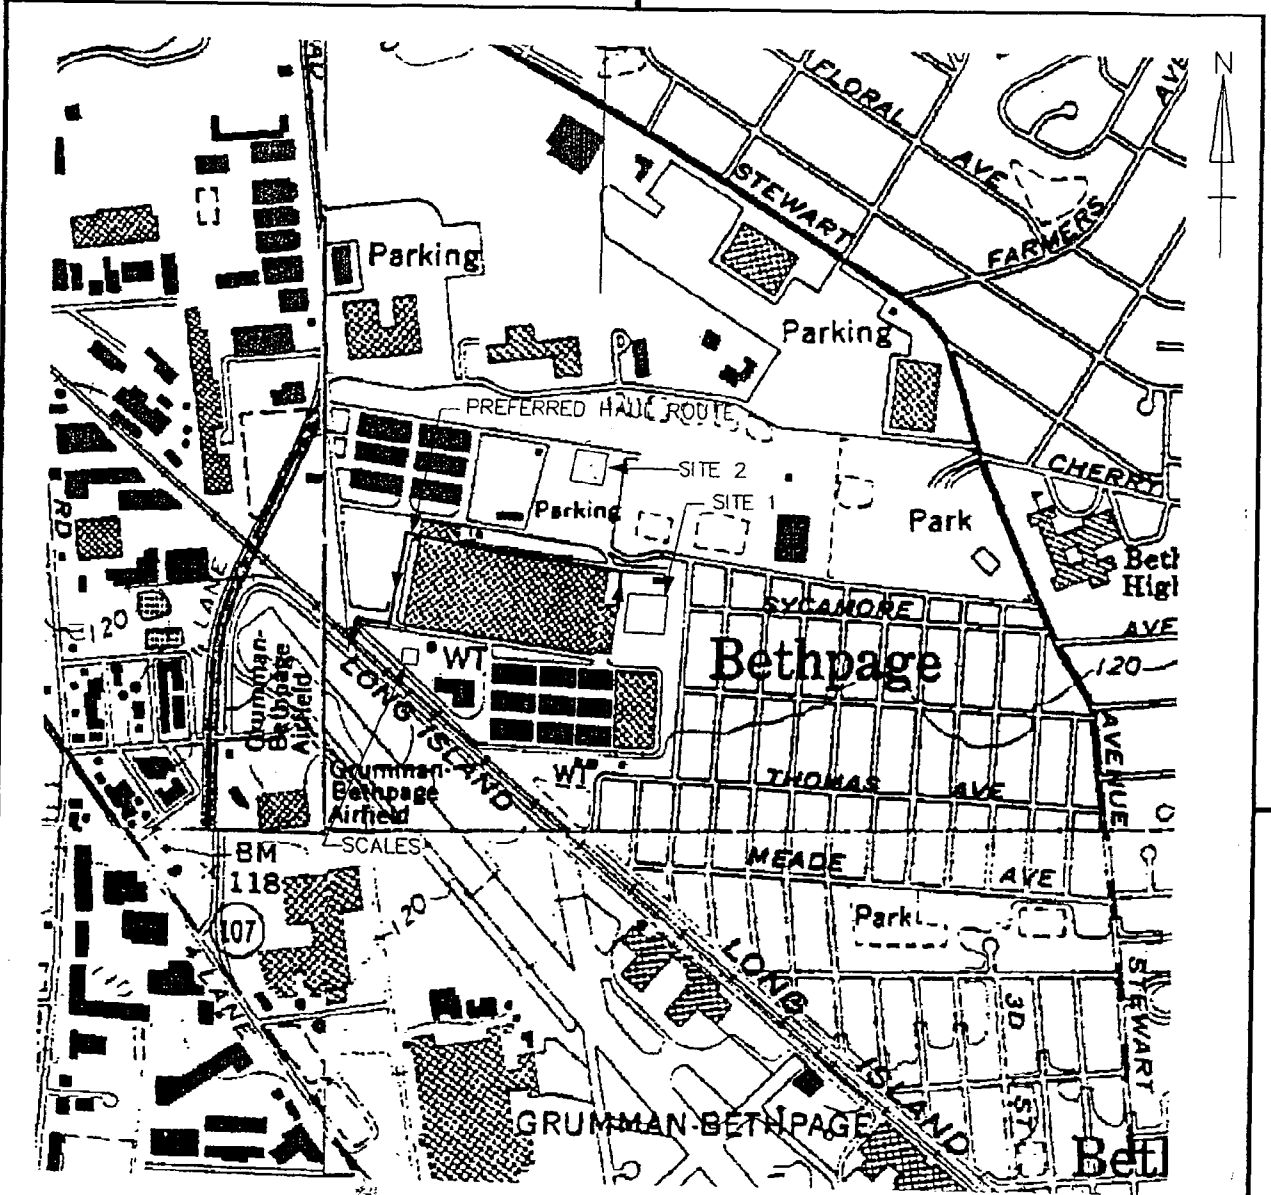 N
FLORAL
AVE
AVE
STEWART
FARMERS
Parking
Parking
PREFERRED HAUL ROUTE
SITE 2
SITE 1
CHERRY
Parking
Park
RD
Beth
High
LANE
120
SYCAMORE
AVE
Bethpage
120
WT
LONG ISLAND
Grumman-
Bethpage
Airfield
Grumman-
Bethpage
Airfield
WT
THOMAS AVE
AVENUE
SCALES
BM
118
MEADE AVE
120
107
Park
LANE
LONG ISLAND
STEWART
3D
ST
GRUMMAN-BETHPAGE
Bet